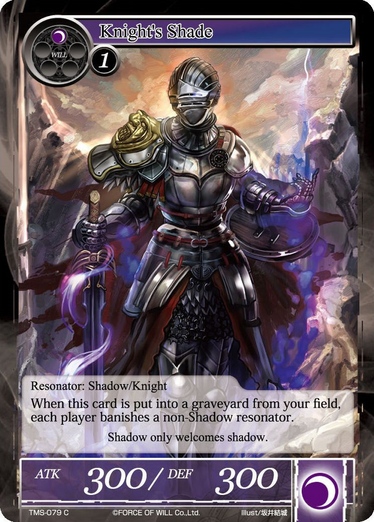 Knight's Shade
WILL
1
Resonator: Shadow/Knight
When this card is put into a graveyard from your field,
each player banishes a non-Shadow resonator.
Shadow only welcomes shadow.
ATK 300/ DEF 300
TMS-079 C ©FORCE OF WILL Co.,Ltd. Illust/坂井結城